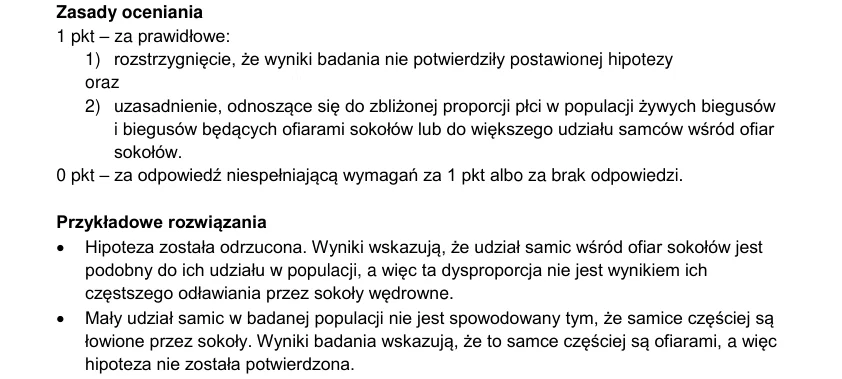 Zasady oceniania
1 pkt – za prawidłowe:
1) rozstrzygnięcie, że wyniki badania nie potwierdziły postawionej hipotezy
oraz
2) uzasadnienie, odnoszące się do zbliżonej proporcji płci w populacji żywych biegusów
i biegusów będących ofiarami sokołów lub do większego udziału samców wśród ofiar
sokołów.
0 pkt – za odpowiedź niespełniającą wymagań za 1 pkt albo za brak odpowiedzi.
Przykładowe rozwiązania
• Hipoteza została odrzucona. Wyniki wskazują, że udział samic wśród ofiar sokołów jest
podobny do ich udziału w populacji, a więc ta dysproporcja nie jest wynikiem ich
częstszego odławiania przez sokoły wędrowne.
• Mały udział samic w badanej populacji nie jest spowodowany tym, że samice częściej są
łowione przez sokoły. Wyniki badania wskazują, że to samce częściej są ofiarami, a więc
hipoteza nie została potwierdzona.